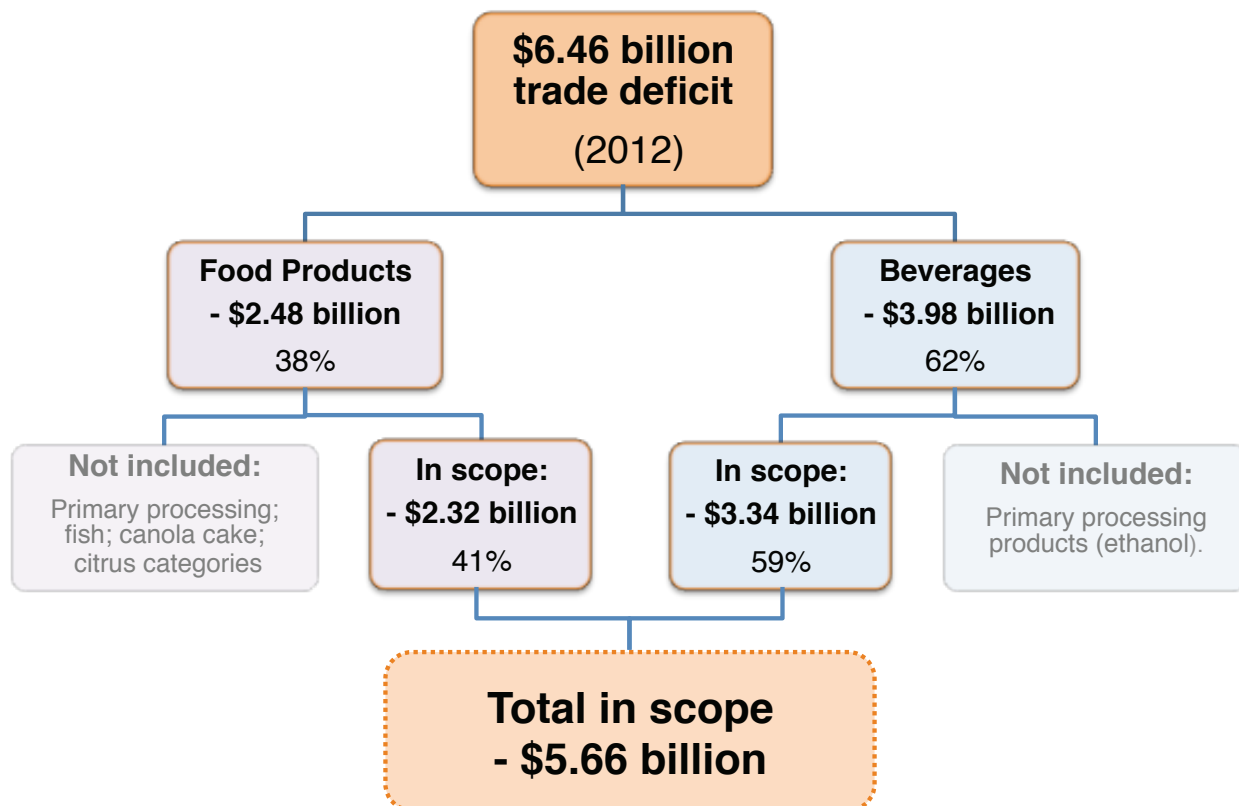 $6.46 billion
trade deficit
(2012)
Food Products
- $2.48 billion
38%
Beverages
- $3.98 billion
62%
Not included:
Primary processing;
fish; canola cake;
citrus categories
In scope:
- $2.32 billion
41%
In scope:
- $3.34 billion
59%
Not included:
Primary processing
products (ethanol).
Total in scope
- $5.66 billion